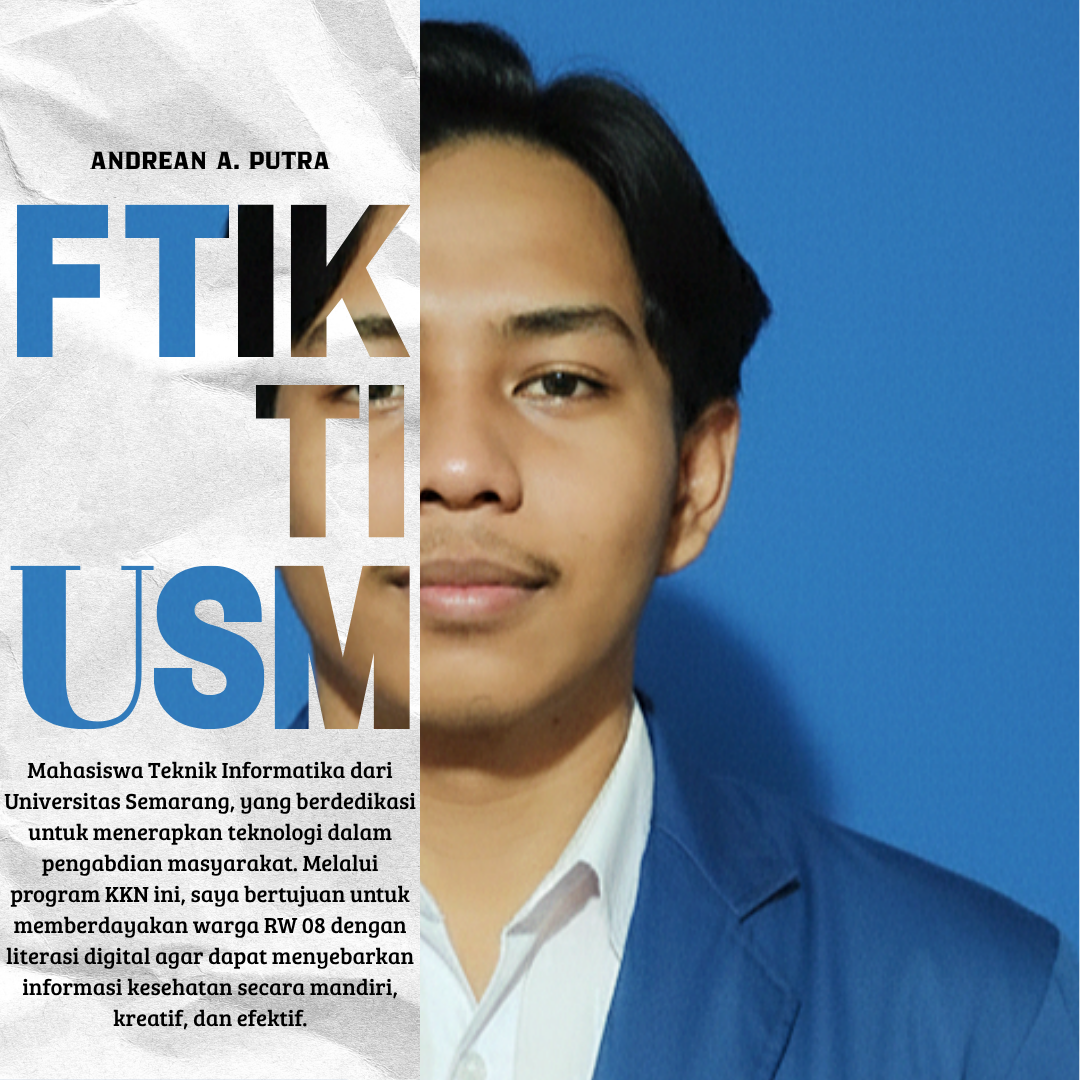 ANDREAN A. PUTRA
FTIK
TI
USM
Mahasiswa Teknik Informatika dari
Universitas Semarang, yang berdedikasi
untuk menerapkan teknologi dalam
pengabdian masyarakat. Melalui
program KKN ini, saya bertujuan untuk
memberdayakan warga RW 08 dengan
literasi digital agar dapat menyebarkan
informasi kesehatan secara mandiri,
kreatif, dan efektif.